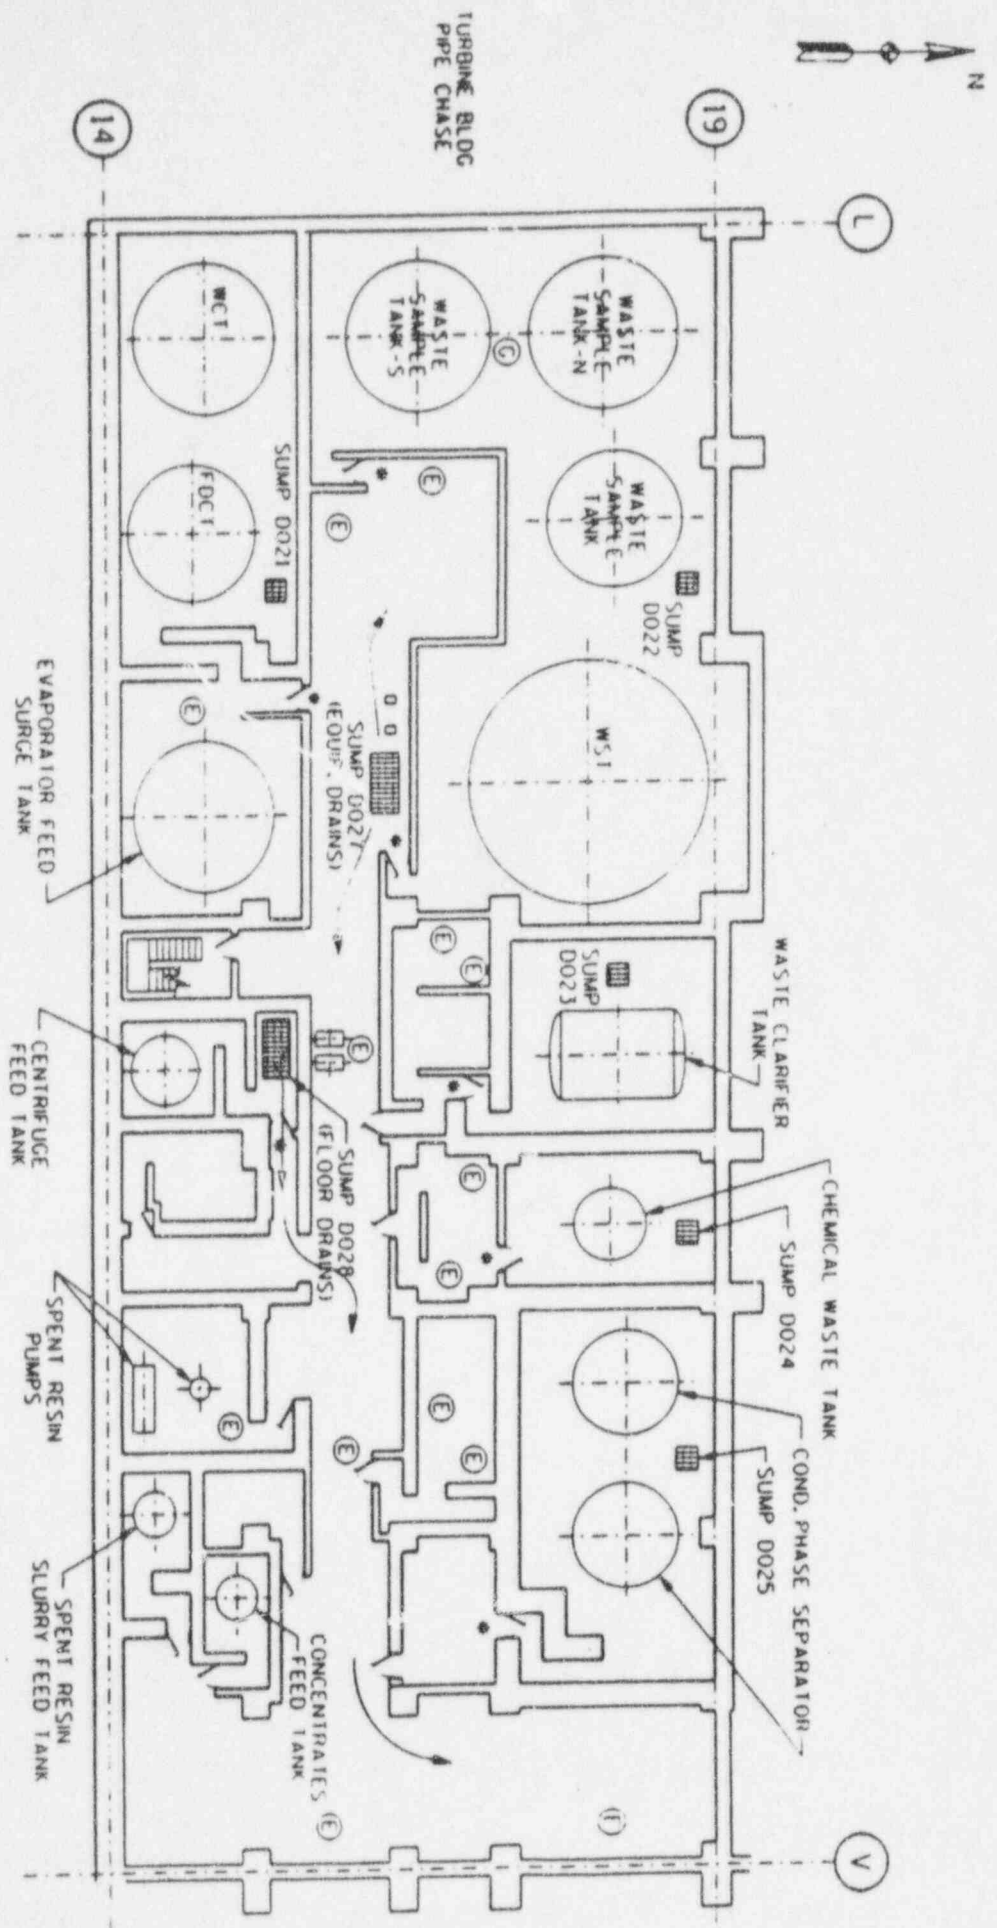 N
TURBINE BLDG
PIPE CHASE
14
19
L
WCT
WASTE
SAMPLE
TANK-S
G
WASTE
SAMPLE
TANK-N
FDCT
SUMP D021
E
E
WASTE
SAMPLE
TANK
SUMP
D022
EVAPORATOR FEED
SURGE TANK
E
SUMP D027
(EQUIP. DRAINS)
WST
E
E
SUMP
D023
WASTE CLARIFIER
TANK
CENTRIFUGE
FEED TANK
E
SUMP D028
(FLOOR DRAINS)
E
E
CHEMICAL WASTE TANK
SUMP D024
SPENT RESIN
PUMPS
E
E
E
E
COND. PHASE SEPARATOR
SUMP D025
SPENT RESIN
SLURRY FEED TANK
CONCENTRATES
FEED TANK
E
V